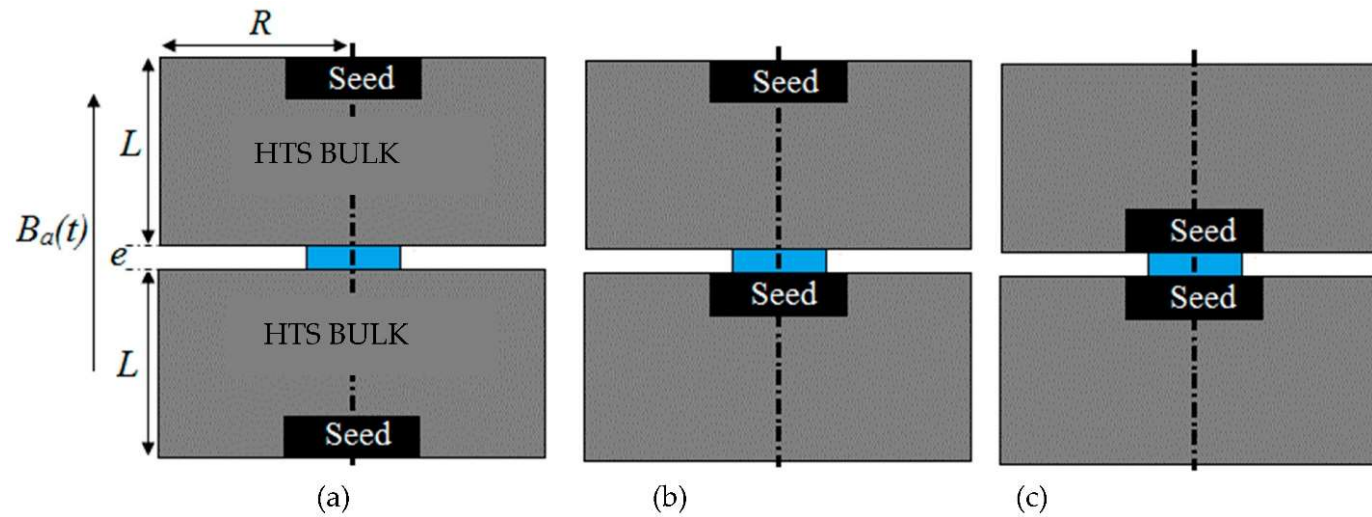 R
Seed
Seed
L
HTS BULK
Bₐ(t)
e
Seed
Seed
Seed
HTS BULK
L
Seed
(a)
(b)
(c)